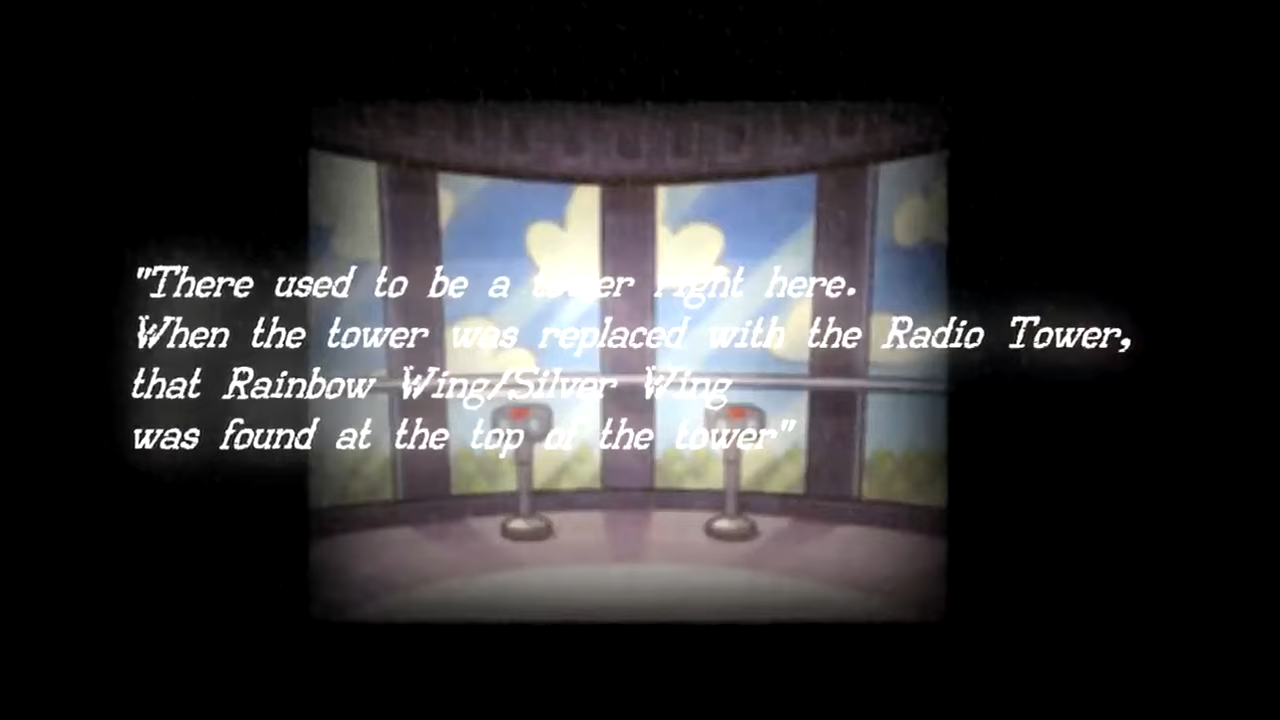 "There used to be a tower right here.
When the tower was replaced with the Radio Tower,
that Rainbow Wing/Silver Wing
was found at the top of the tower"